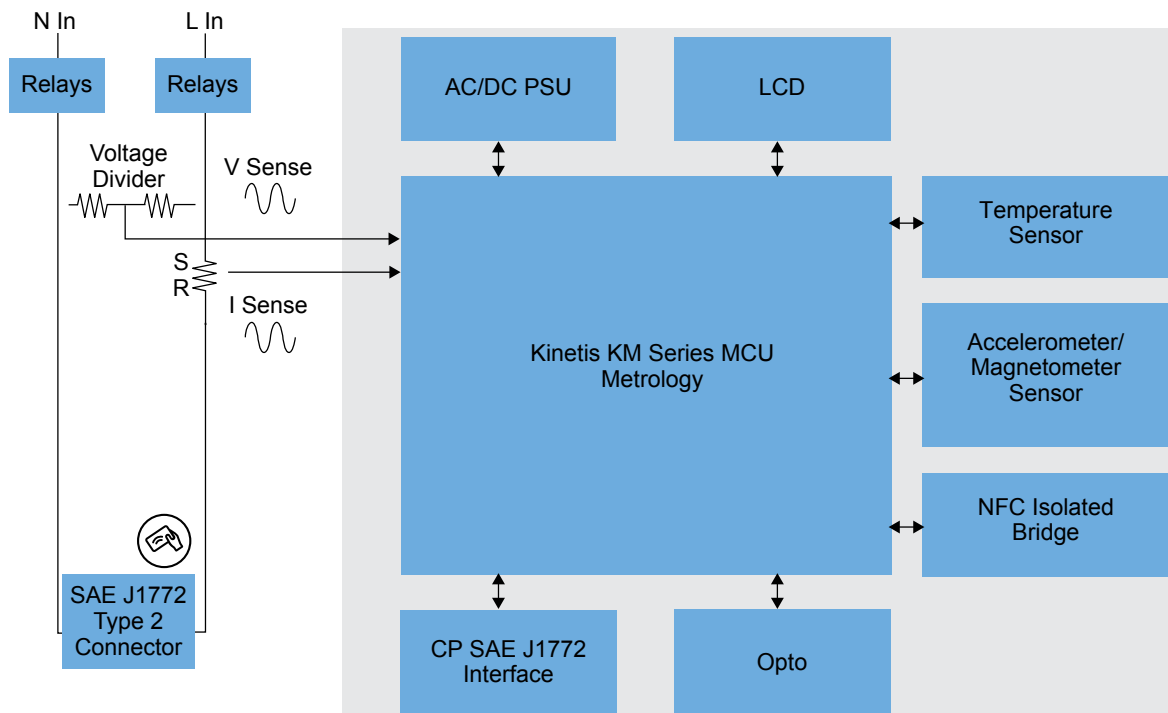 N In
L In
Relays
Relays
Voltage
Divider
V Sense
S
R
I Sense
SAE J1772
Type 2
Connector
AC/DC PSU
LCD
Kinetis KM Series MCU
Metrology
Temperature
Sensor
Accelerometer/
Magnetometer
Sensor
NFC Isolated
Bridge
CP SAE J1772
Interface
Opto